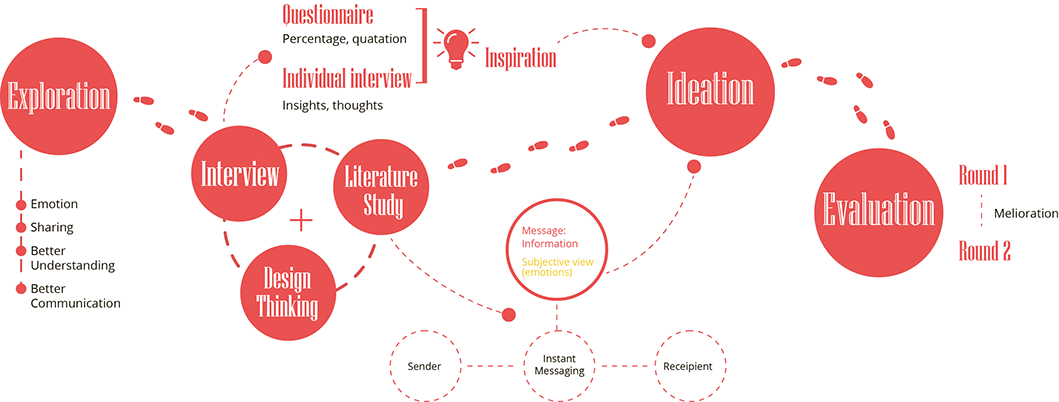 Exploration
Emotion
Sharing
Better
Understanding
Better
Communication
Questionnaire
Percentage, quatation
Individual interview
Insights, thoughts
Inspiration
Interview
Literature
Study
Design
Thinking
Message:
Information
Subjective view
(emotions)
Sender
Instant
Messaging
Receipient
Ideation
Evaluation
Round 1
Melioration
Round 2